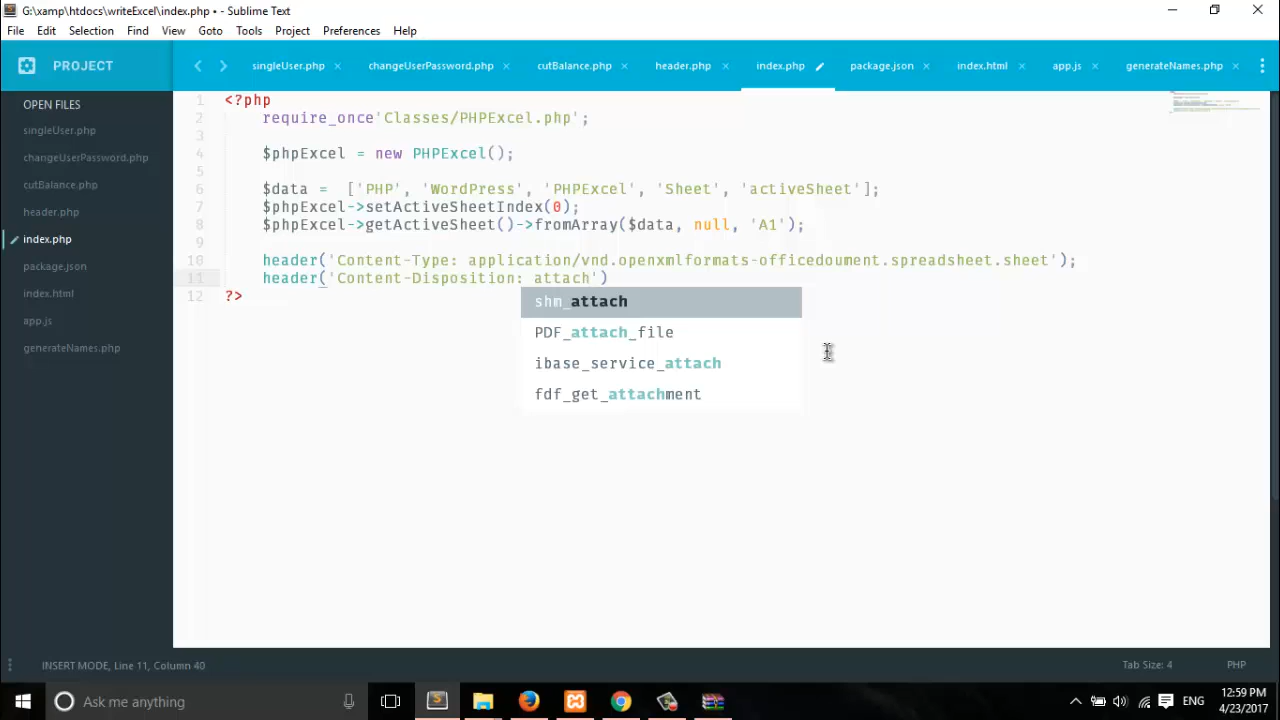 G:\xamp\htdocs\writeExcel\index.php • - Sublime Text
File Edit Selection Find View Goto Tools Project Preferences Help
PROJECT
singleUser.php × changeUserPassword.php × cutBalance.php × header.php × index.php package.json × index.html × app.js × generateNames.php ×
OPEN FILES
singleUser.php
changeUserPassword.php
cutBalance.php
header.php
index.php
package.json
index.html
app.js
generateNames.php
1 <?php
2 require_once'Classes/PHPExcel.php';
3
4 $phpExcel = new PHPExcel();
5
6 $data =  ['PHP', 'WordPress', 'PHPExcel', 'Sheet', 'activeSheet'];
7 $phpExcel->setActiveSheetIndex(0);
8 $phpExcel->getActiveSheet()->fromArray($data, null, 'A1');
9
10 header('Content-Type: application/vnd.openxmlformats-officedoument.spreadsheet.sheet');
11 header('Content-Disposition: attach')
12 ?>
shm_attach
PDF_attach_file
ibase_service_attach
fdf_get_attachment
INSERT MODE, Line 11, Column 40
Tab Size: 4
PHP
Ask me anything
ENG
12:59 PM
4/23/2017